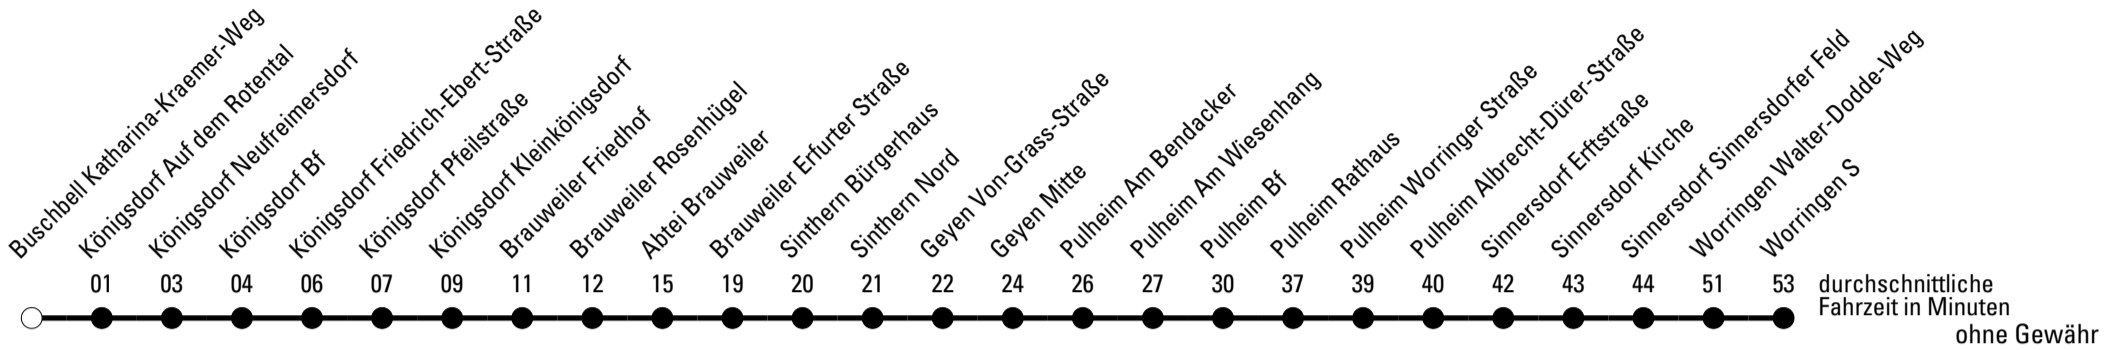 Buschbell Katharina-Kraemer-Weg
Königsdorf Auf dem Rotental
Königsdorf Neufreimersdorf
Königsdorf Bf
Königsdorf Friedrich-Ebert-Straße
Königsdorf Pfeilstraße
Königsdorf Kleinkönigsdorf
Brauweiler Friedhof
Brauweiler Rosenhügel
Abtei Brauweiler
Brauweiler Erfurter Straße
Sinthern Bürgerhaus
Sinthern Nord
Geyen Von-Grass-Straße
Geyen Mitte
Pulheim Am Bendacker
Pulheim Am Wiesenhang
Pulheim Bf
Pulheim Rathaus
Pulheim Worringer Straße
Pulheim Albrecht-Dürer-Straße
Sinnersdorf Erftstraße
Sinnersdorf Kirche
Sinnersdorf Sinnersdorfer Feld
Worringen Walter-Dodde-Weg
Worringen S
01 03 04 06 07 09 11 12 15 19 20 21 22 24 26 27 30 37 39 40 42 43 44 51 53 durchschnittliche
Fahrzeit in Minuten
ohne Gewähr